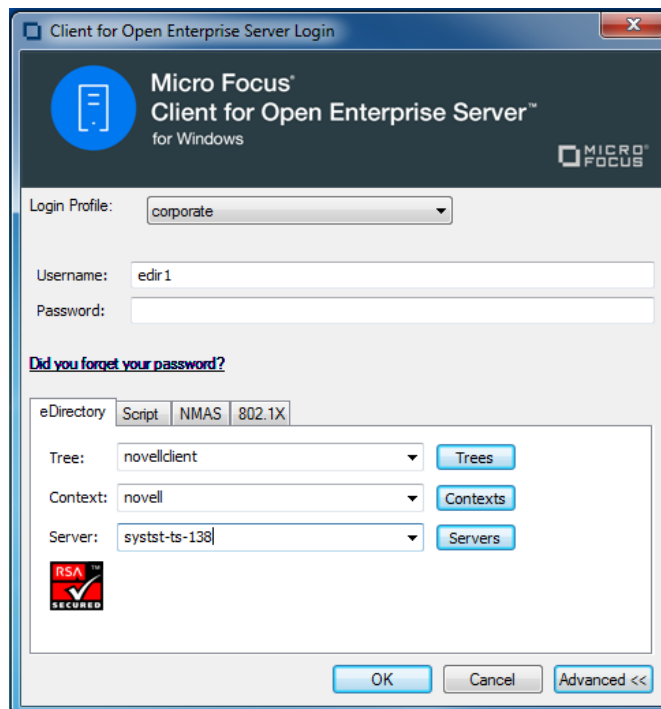 Client for Open Enterprise Server Login
Micro Focus®
Client for Open Enterprise Server™
for Windows
MICRO®
FOCUS
Login Profile: corporate
Username: edir1
Password:
Did you forget your password?
eDirectory Script NMAS 802.1X
Tree: novellclient Trees
Context: novell Contexts
Server: systst-ts-138 Servers
RSA ™
SECURED
OK Cancel Advanced <<